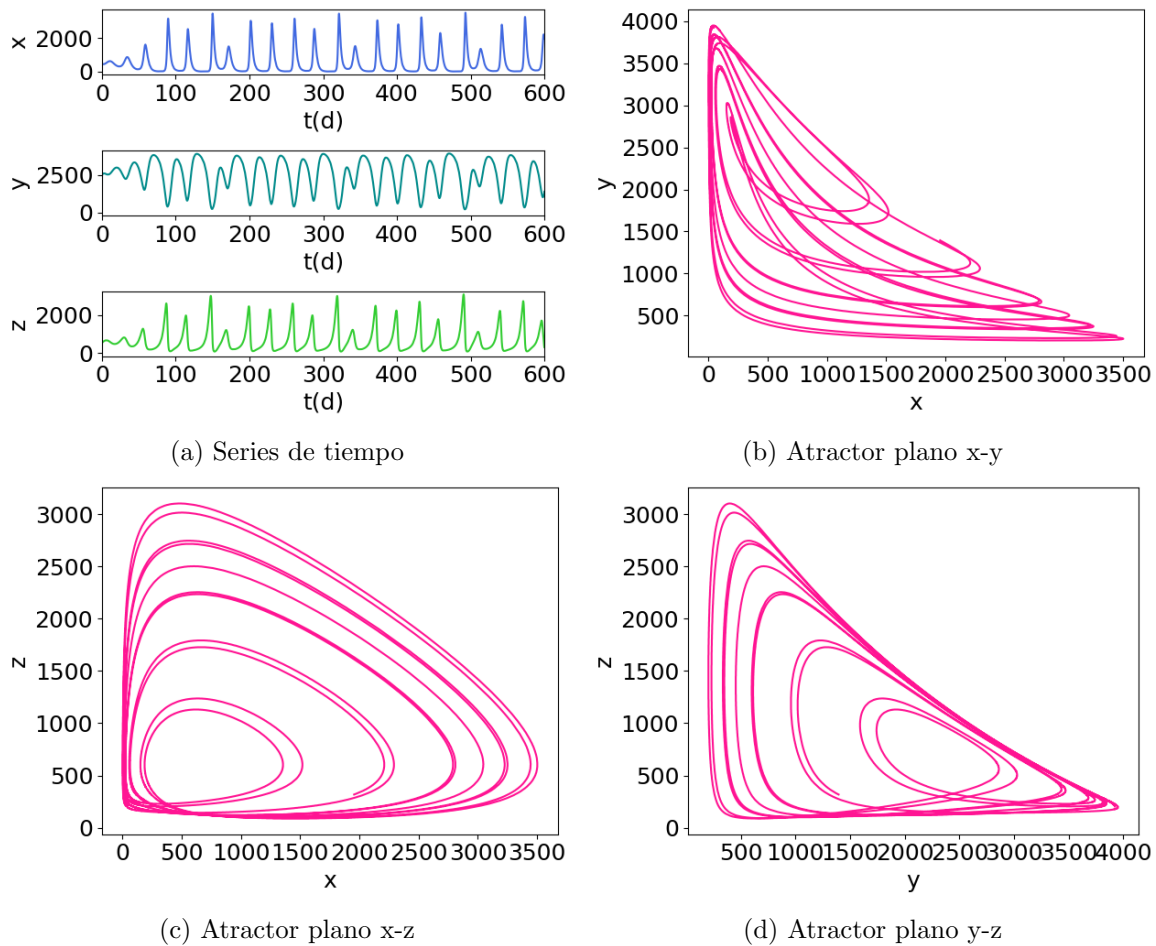 x
2000
0
0 100 200 300 400 500 600
t(d)
y
2500
0
0 100 200 300 400 500 600
t(d)
z
2000
0
0 100 200 300 400 500 600
t(d)
(a) Series de tiempo
y
4000
3500
3000
2500
2000
1500
1000
500
0 500 1000 1500 2000 2500 3000 3500
x
(b) Atractor plano x-y
z
3000
2500
2000
1500
1000
500
0
0 500 1000 1500 2000 2500 3000 3500
x
(c) Atractor plano x-z
z
3000
2500
2000
1500
1000
500
0
500 1000 1500 2000 2500 3000 3500 4000
y
(d) Atractor plano y-z